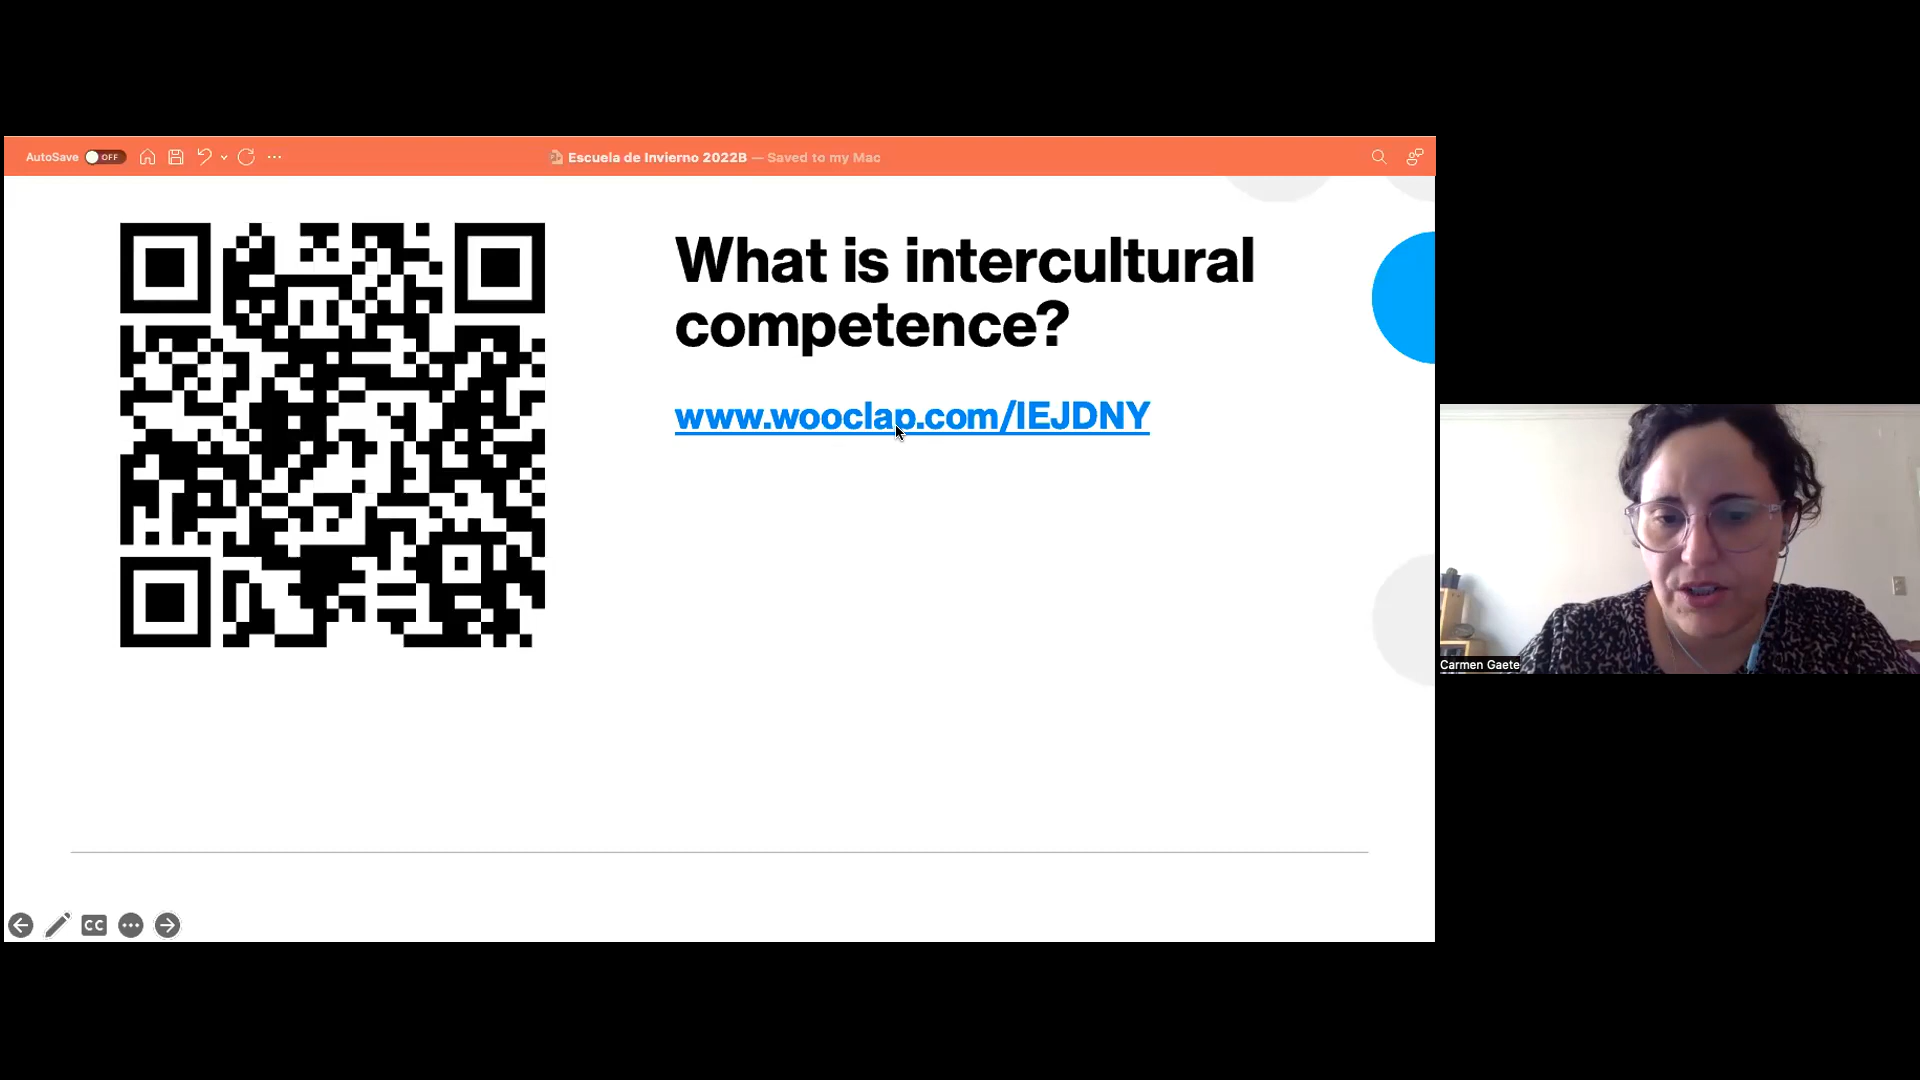 AutoSave OFF
Escuela de Invierno 2022B — Saved to my Mac
What is intercultural
competence?
www.wooclap.com/IEJDNY
Carmen Gaete
CC